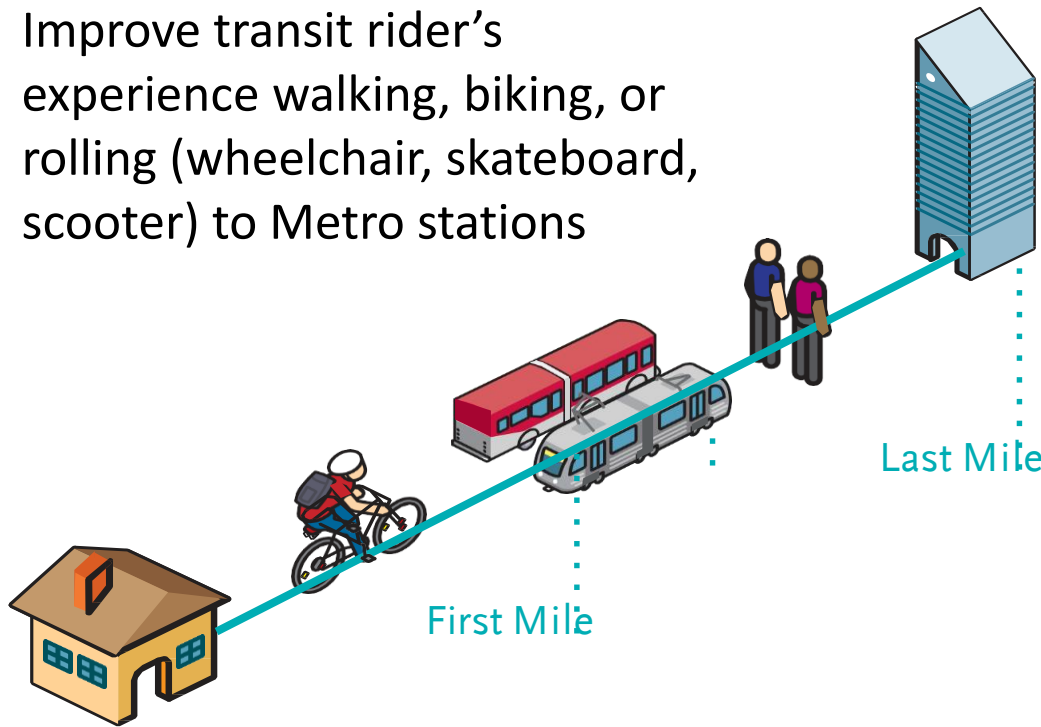 Improve transit rider’s
experience walking, biking, or
rolling (wheelchair, skateboard,
scooter) to Metro stations
Last Mile
First Mile